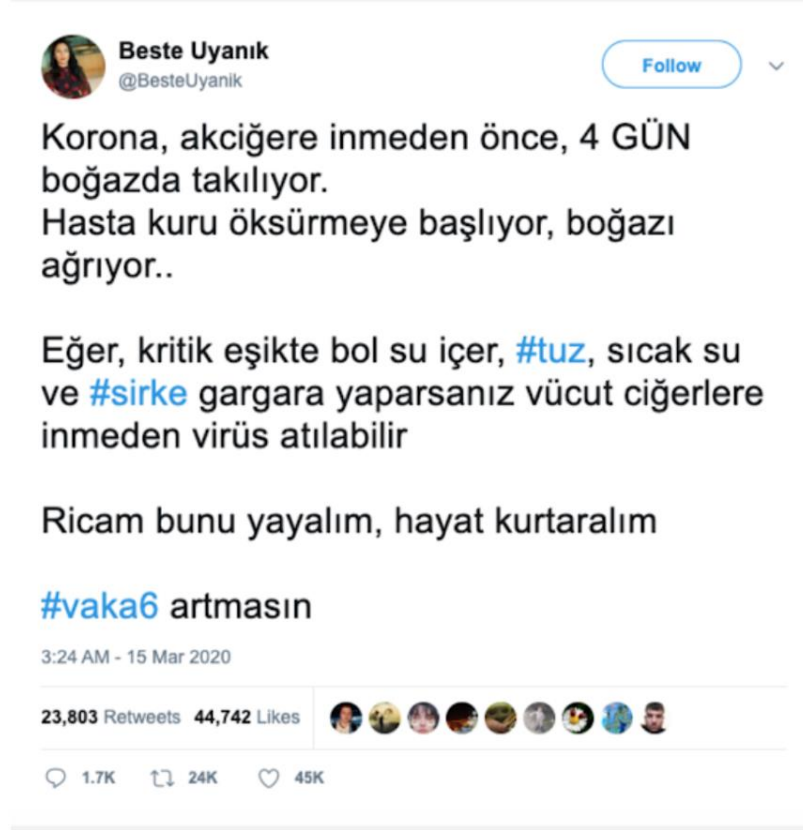 Beste Uyanık
@BesteUyanik
Follow
Korona, akciğere inmeden önce, 4 GÜN
boğazda takılıyor.
Hasta kuru öksürmeye başlıyor, boğazı
ağrıyor..
Eğer, kritik eşikte bol su içer, #tuz, sıcak su
ve #sirke gargara yaparsanız vücut ciğerlere
inmeden virüs atılabilir
Ricam bunu yayalım, hayat kurtaralım
#vaka6 artmasın
3:24 AM - 15 Mar 2020
23,803 Retweets 44,742 Likes
1.7K 24K 45K